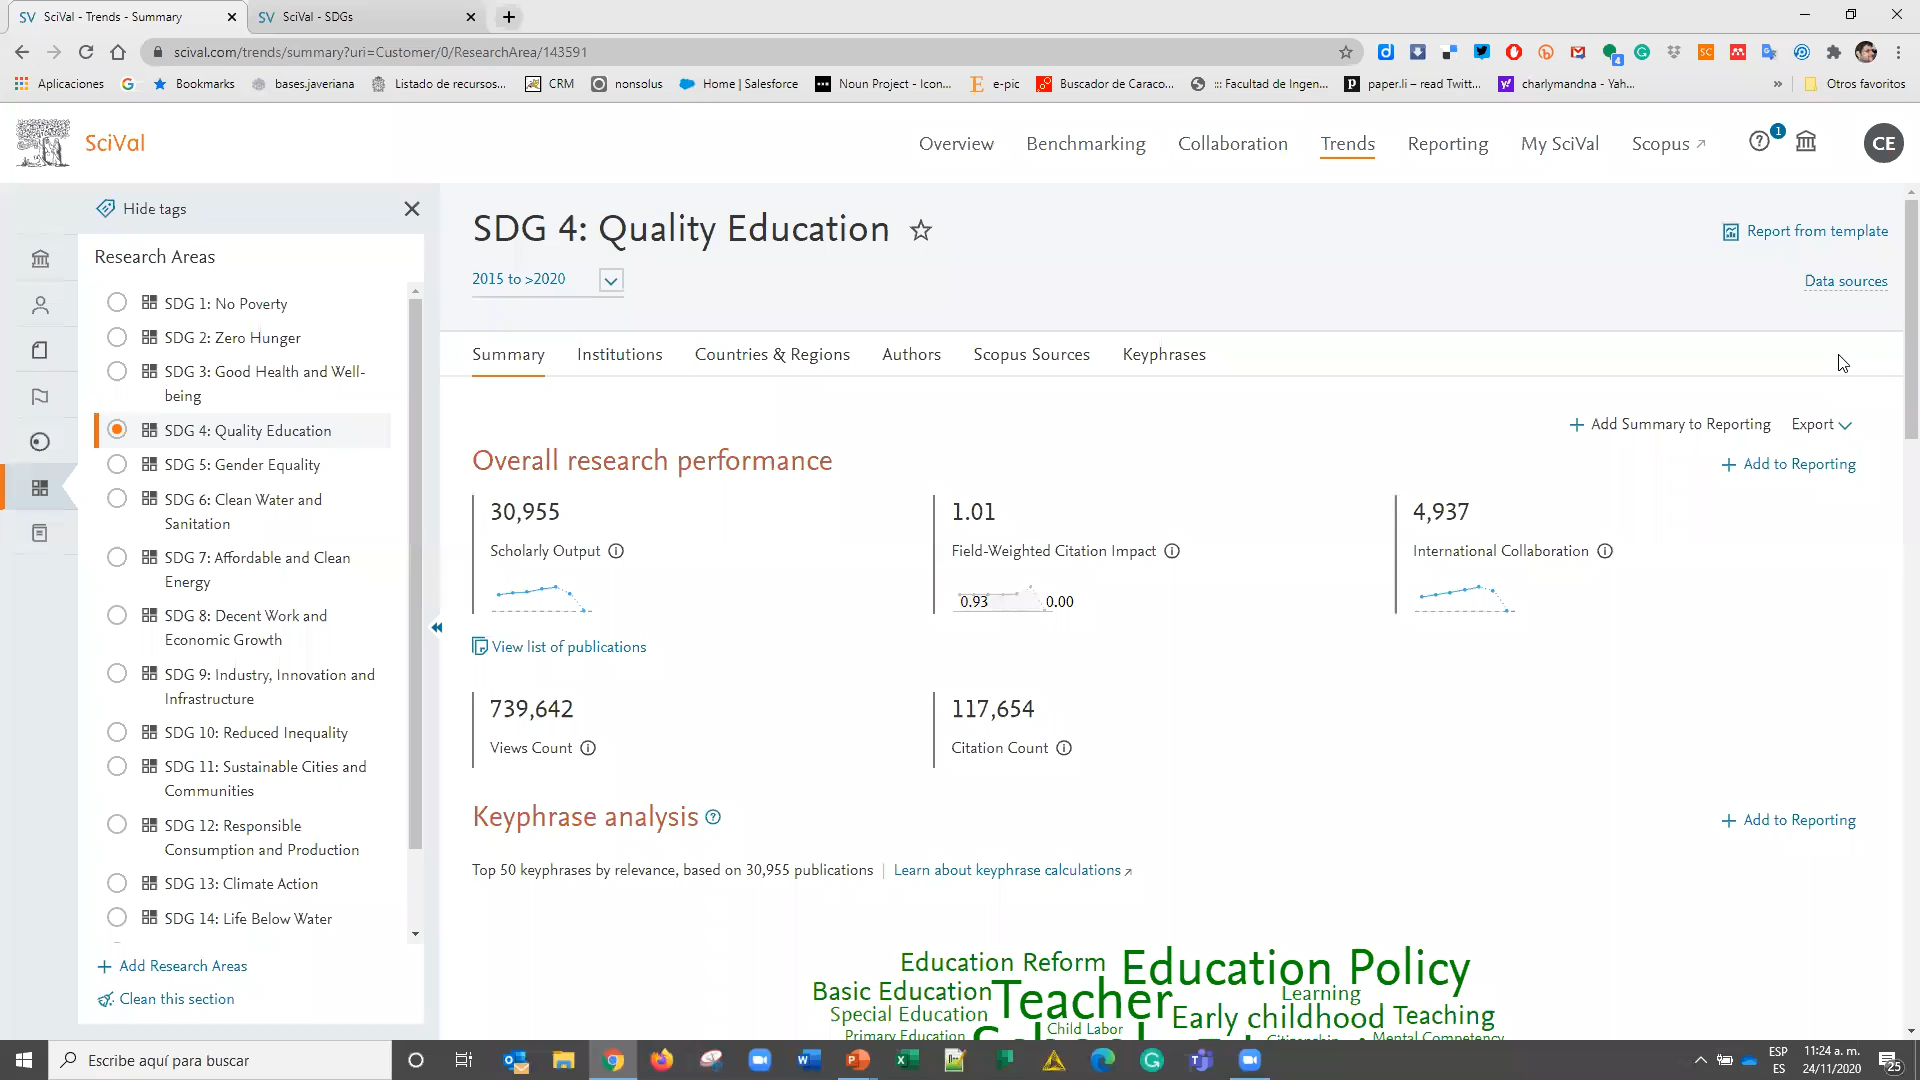 SciVal - Trends - Summary
SciVal - SDGs
scival.com/trends/summary?uri=Customer/0/ResearchArea/143591
Aplicaciones
Bookmarks
bases.javeriana
Listado de recursos...
CRM
nonsolus
Home | Salesforce
Noun Project - Icon...
e-pic
Buscador de Caraco...
::: Facultad de Ingen...
paper.li – read Twitt...
charlymandna - Yah...
»
Otros favoritos
SciVal
Overview
Benchmarking
Collaboration
Trends
Reporting
My SciVal
Scopus
1
CE
Hide tags
Research Areas
SDG 1: No Poverty
SDG 2: Zero Hunger
SDG 3: Good Health and Well-
being
SDG 4: Quality Education
SDG 5: Gender Equality
SDG 6: Clean Water and
Sanitation
SDG 7: Affordable and Clean
Energy
SDG 8: Decent Work and
Economic Growth
SDG 9: Industry, Innovation and
Infrastructure
SDG 10: Reduced Inequality
SDG 11: Sustainable Cities and
Communities
SDG 12: Responsible
Consumption and Production
SDG 13: Climate Action
SDG 14: Life Below Water
Add Research Areas
Clean this section
SDG 4: Quality Education
2015 to >2020
Report from template
Data sources
Summary
Institutions
Countries & Regions
Authors
Scopus Sources
Keyphrases
Add Summary to Reporting
Export
Overall research performance
Add to Reporting
30,955
Scholarly Output
1.01
Field-Weighted Citation Impact
0.93
0.00
4,937
International Collaboration
View list of publications
739,642
Views Count
117,654
Citation Count
Keyphrase analysis
Add to Reporting
Top 50 keyphrases by relevance, based on 30,955 publications
Learn about keyphrase calculations
Education Reform
Education Policy
Basic Education
Teacher
Learning
Special Education
Early childhood
Teaching
Primary Education
Child Labor
School
Citizenship
Mental Competency
Escribe aquí para buscar
ESP
ES
11:24 a. m.
24/11/2020
25